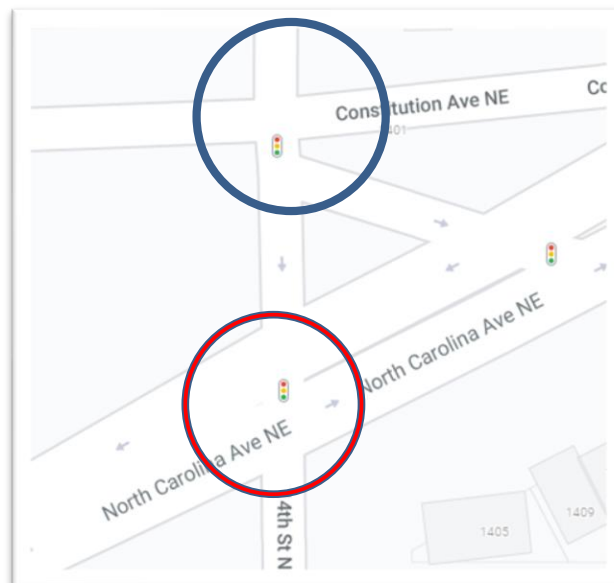 Constitution Ave NE
Co
401
North Carolina Ave NE
North Carolina Ave NE
4th St N
1409
1405